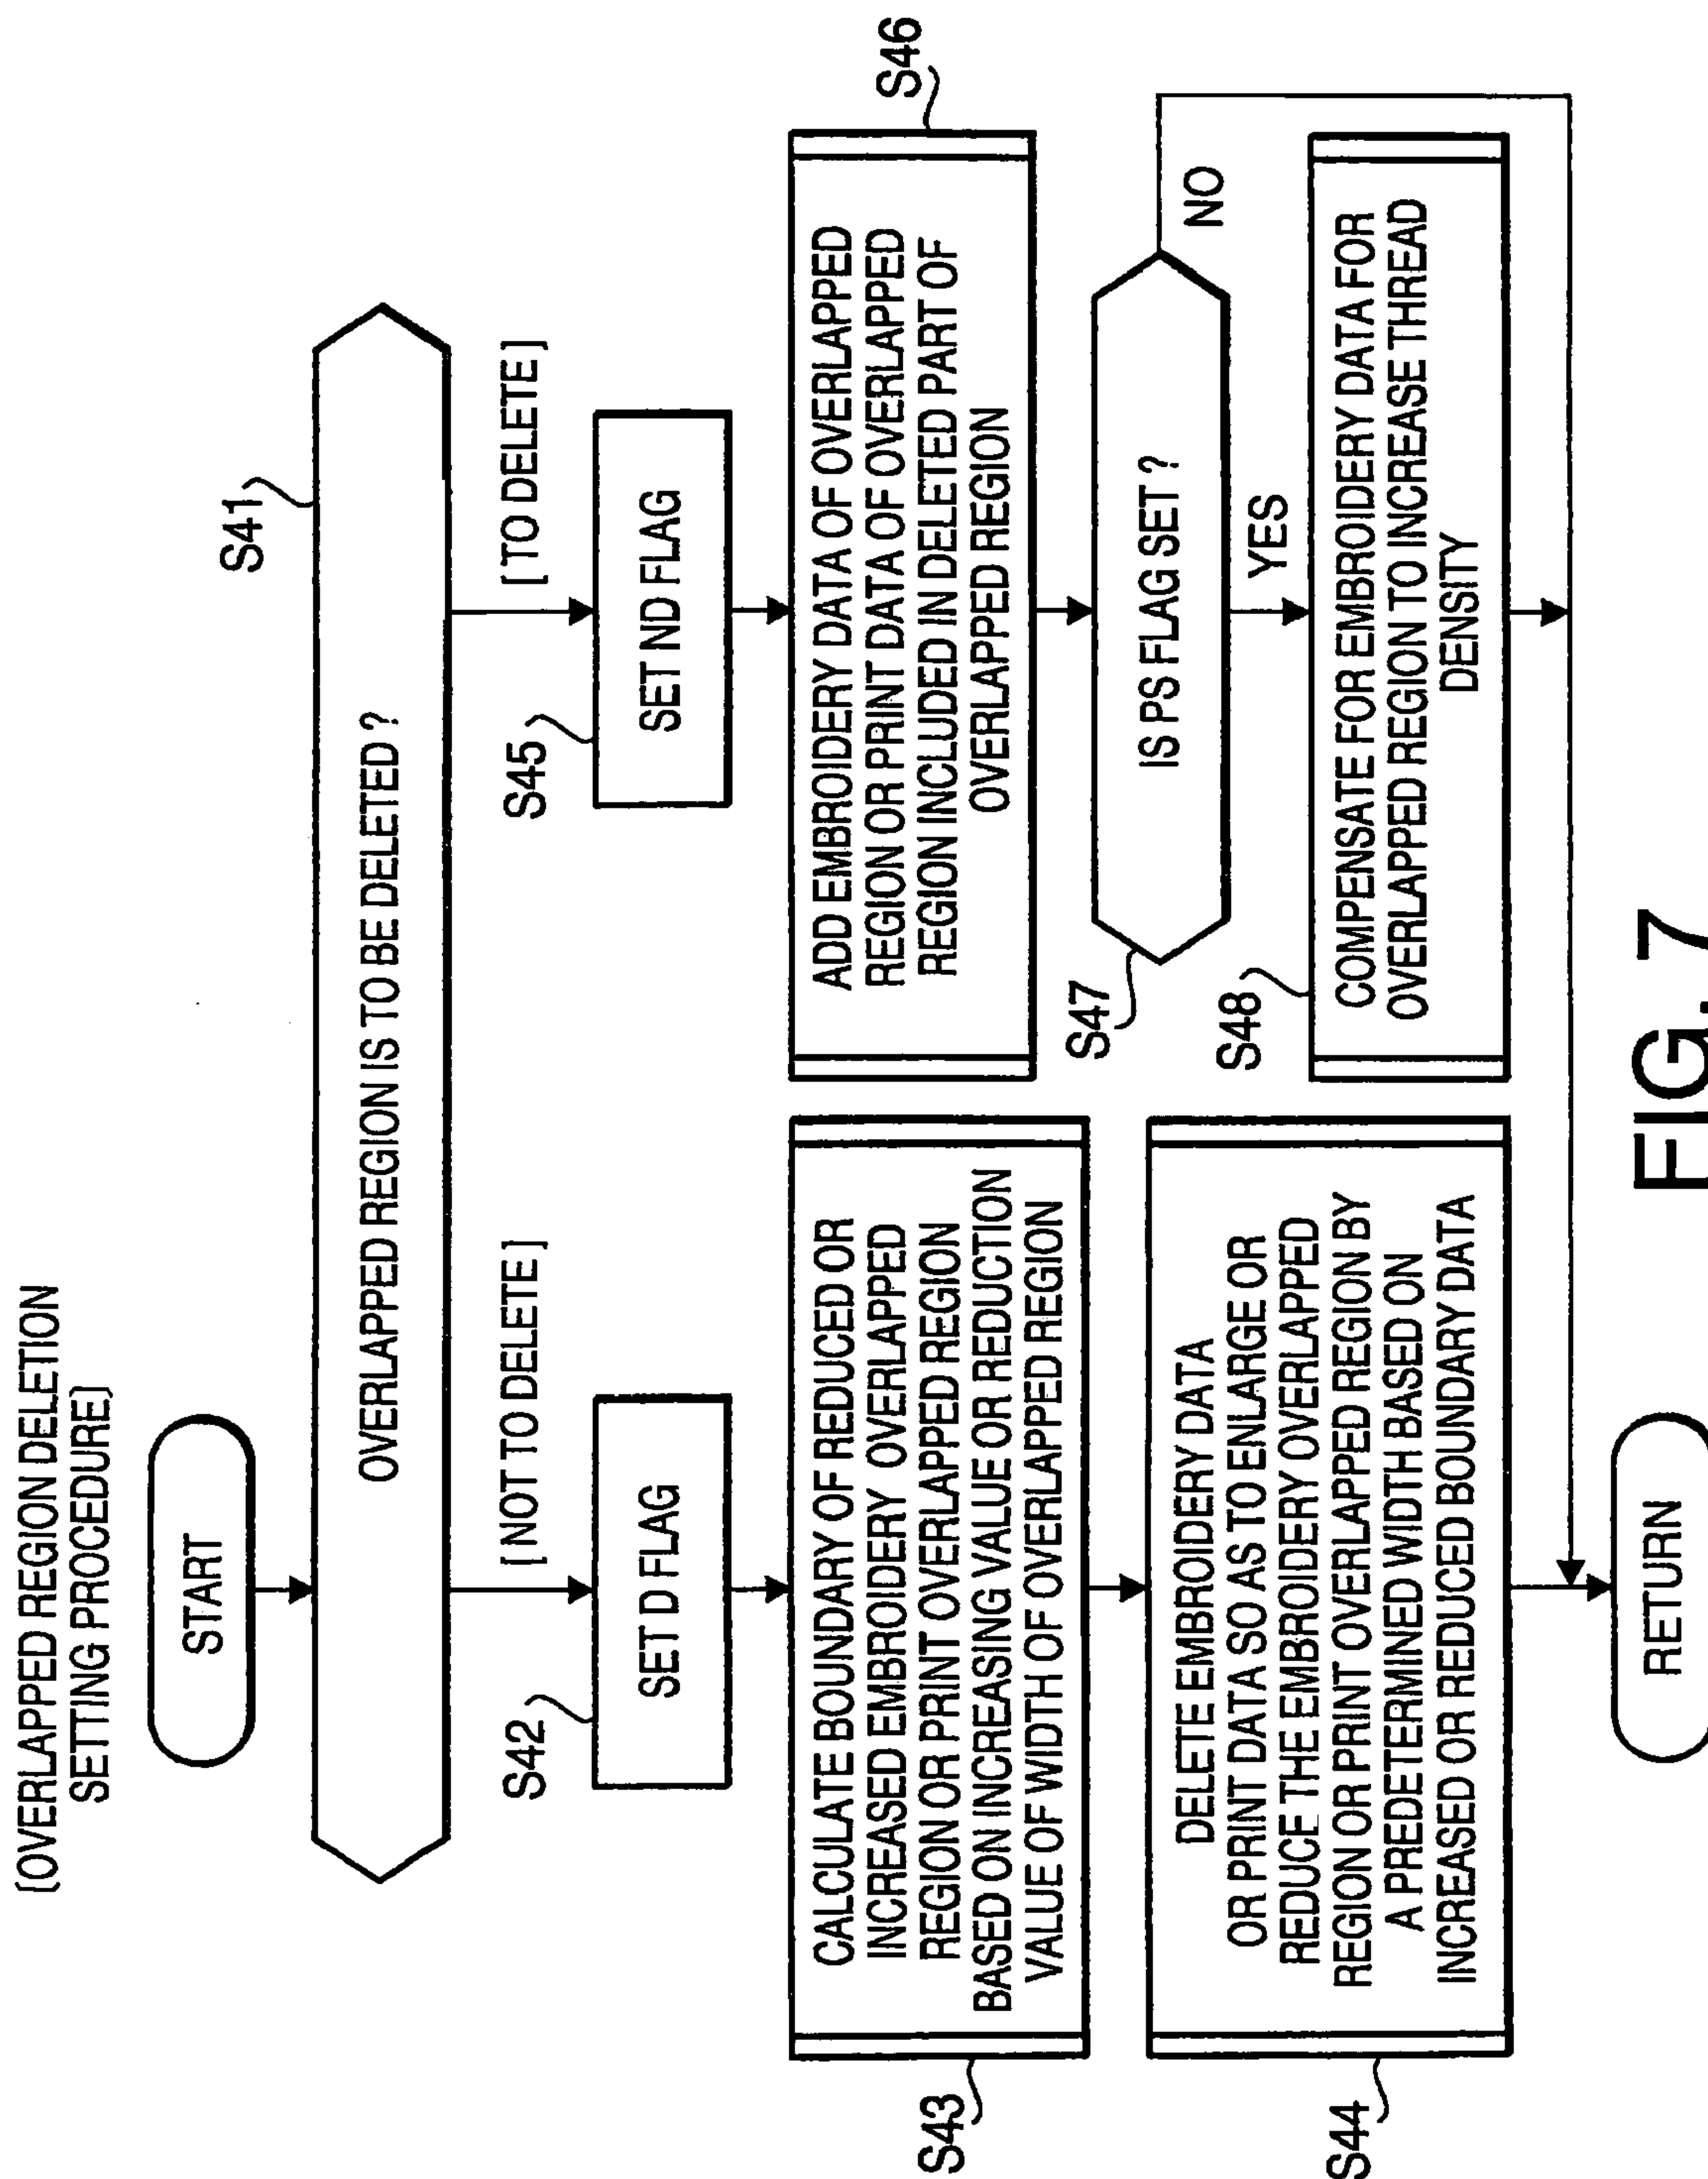 [OVERLAPPED REGION DELETION
SETTING PROCEDURE]
START
S41
OVERLAPPED REGION IS TO BE DELETED ?
[NOT TO DELETE]
[TO DELETE]
S42
SET D FLAG
S45
SET ND FLAG
S43
CALCULATE BOUNDARY OF REDUCED OR
INCREASED EMBROIDERY OVERLAPPED
REGION OR PRINT OVERLAPPED REGION
BASED ON INCREASING VALUE OR REDUCTION
VALUE OF WIDTH OF OVERLAPPED REGION
S46
ADD EMBROIDERY DATA OF OVERLAPPED
REGION OR PRINT DATA OF OVERLAPPED
REGION INCLUDED IN DELETED PART OF
OVERLAPPED REGION
S47
IS PS FLAG SET ?
NO
YES
S44
DELETE EMBROIDERY DATA
OR PRINT DATA SO AS TO ENLARGE OR
REDUCE THE EMBROIDERY OVERLAPPED
REGION OR PRINT OVERLAPPED REGION BY
A PREDETERMINED WIDTH BASED ON
INCREASED OR REDUCED BOUNDARY DATA
S48
COMPENSATE FOR EMBROIDERY DATA FOR
OVERLAPPED REGION TO INCREASE THREAD
DENSITY
RETURN
FIG. 7